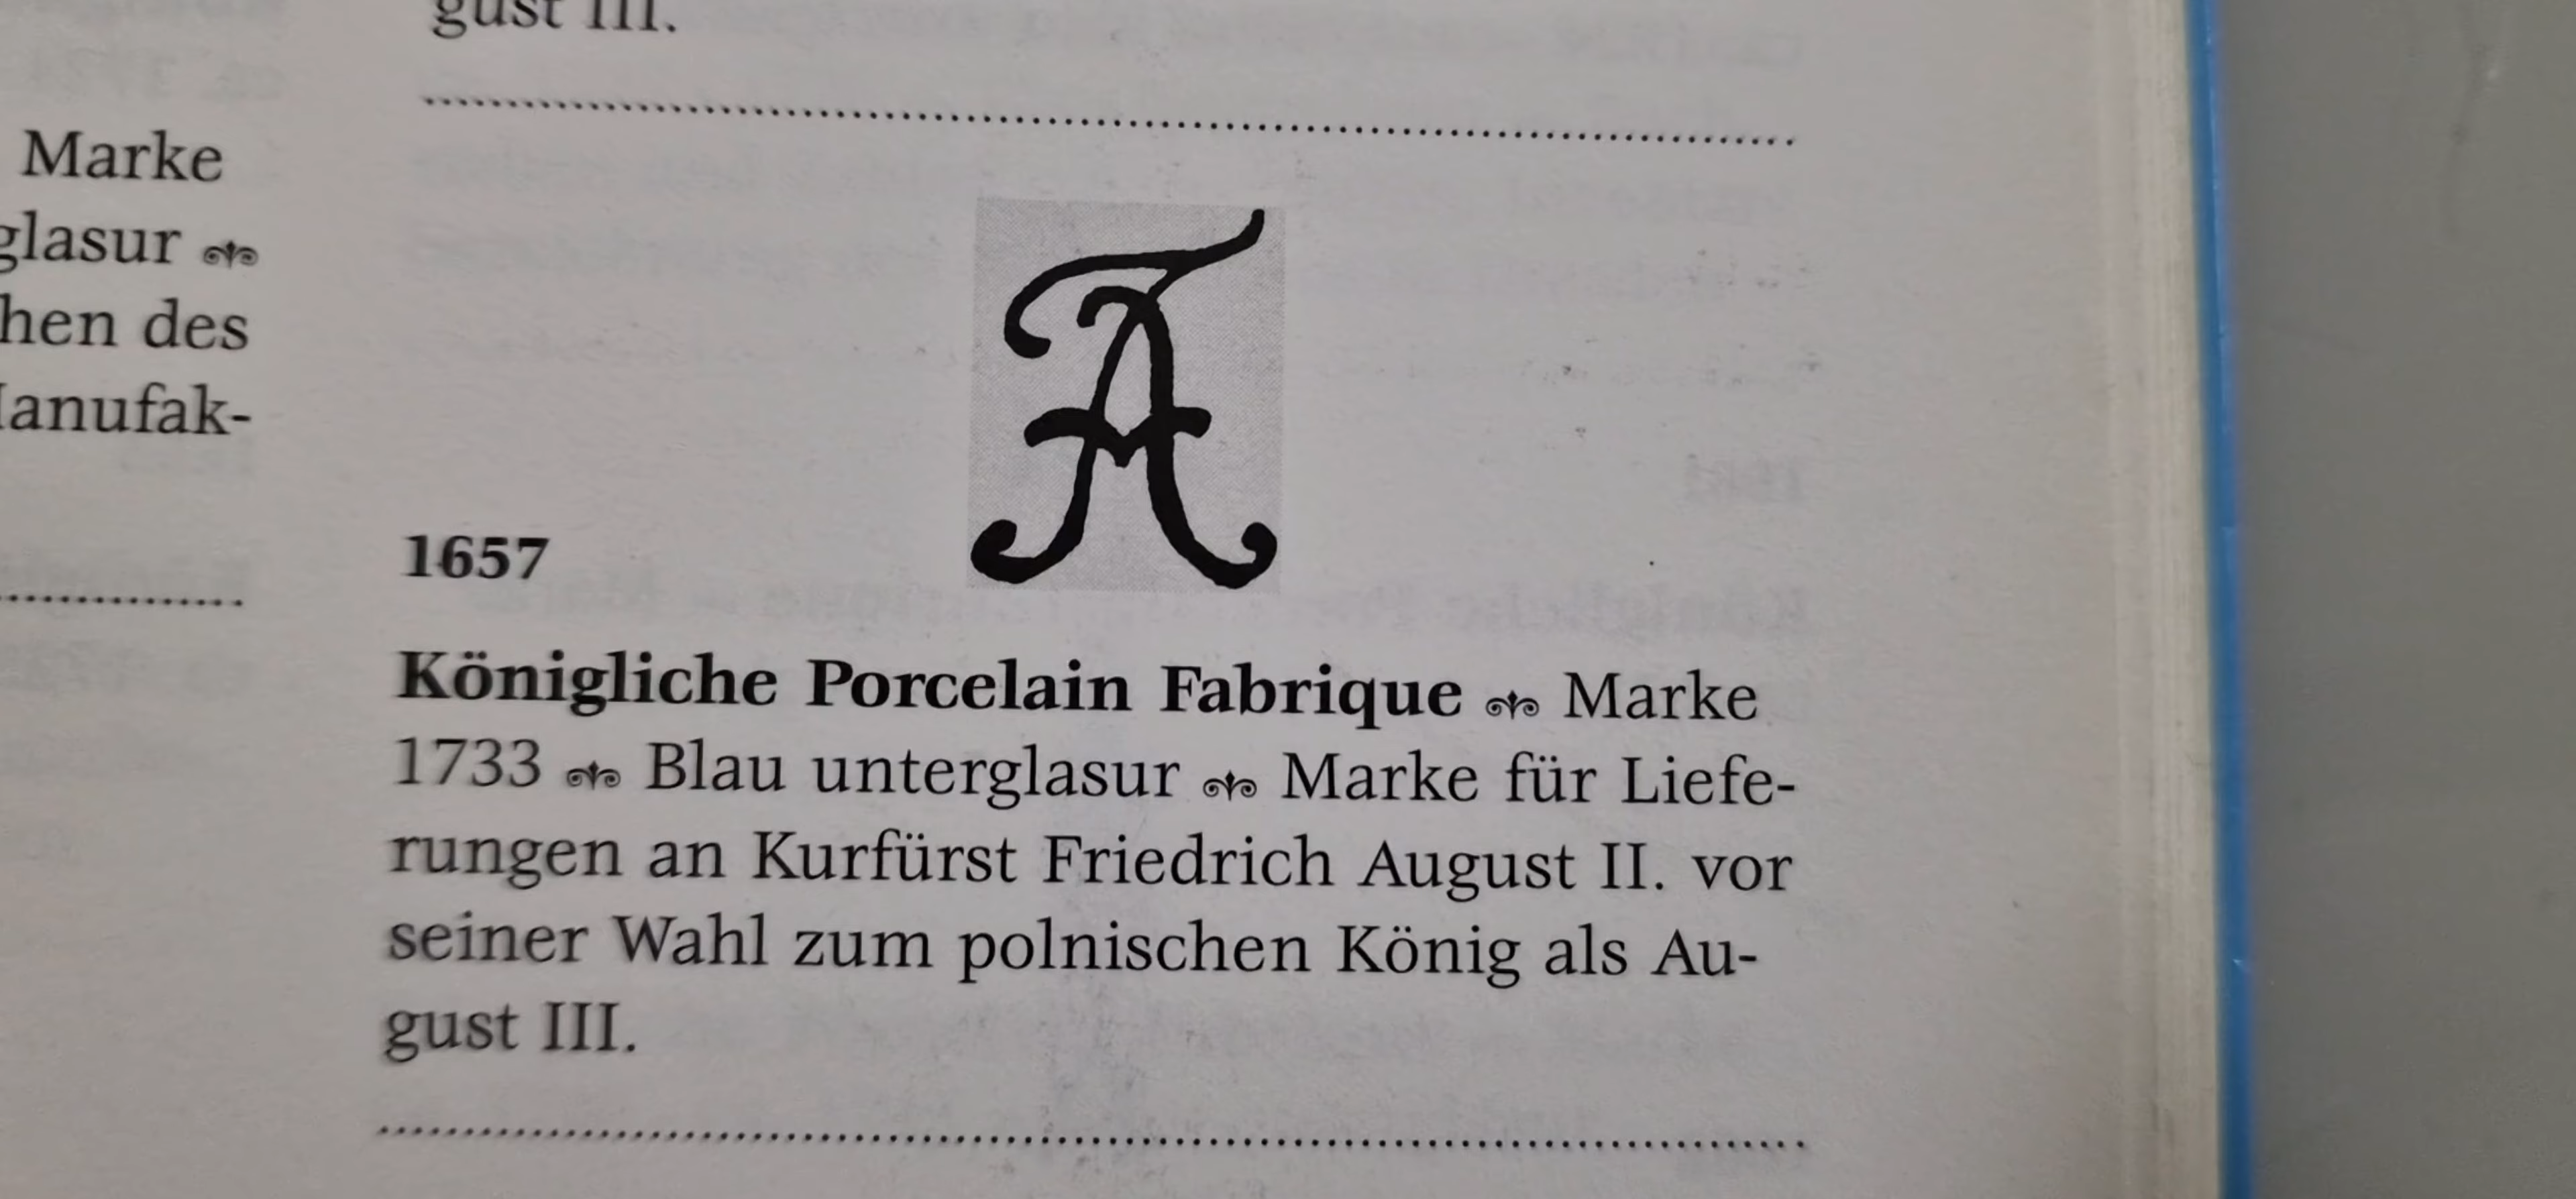 gust III.
Marke
glasur
hen des
anufak-
1657
Königliche Porcelain Fabrique ❧ Marke
1733 ❧ Blau unterglasur ❧ Marke für Liefe-
rungen an Kurfürst Friedrich August II. vor
seiner Wahl zum polnischen König als Au-
gust III.